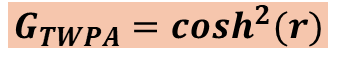 G_TWPA = cosh²(r)